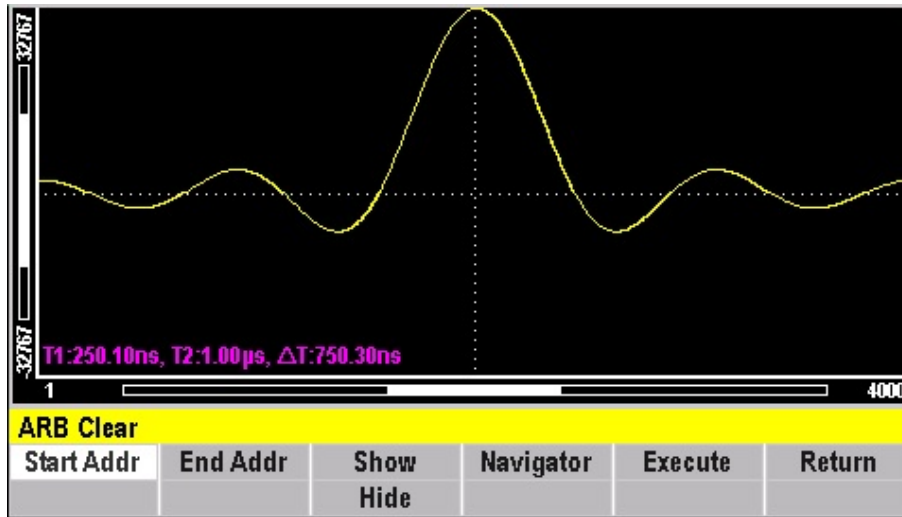 32767
-32767
T1:250.10ns, T2:1.00µs, ΔT:750.30ns
1 4000
ARB Clear
Start Addr End Addr Show Navigator Execute Return
Hide